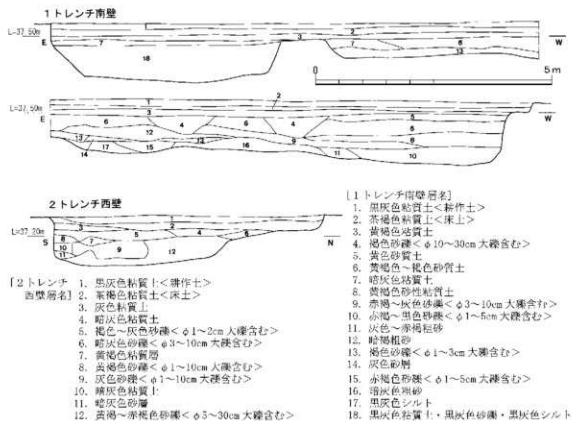 1トレンチ南壁
L=37.50m
E
W
5m
L=37.50m
E
W
2トレンチ西壁
L=37.20m
S
N
[2トレンチ
西壁層名]
1. 黒灰色粘質土<耕作土>
2. 茶褐色粘質土<床土>
3. 灰色粘質土
4. 暗灰色粘質土
5. 褐色~灰色砂礫<φ1~2cm大礫含む>
6. 暗灰色砂礫<φ3~10cm大礫含む>
7. 黄褐色粘質層
8. 黄褐色砂礫<φ1~10cm大礫含む>
9. 灰色砂礫<φ1~10cm大礫含む>
10. 暗灰色粘質土
11. 暗灰色砂層
12. 黄褐~赤褐色砂礫<φ5~30cm大礫含む>
[1トレンチ南壁層名]
1. 黒灰色粘質土<耕作土>
2. 茶褐色粘質土<床土>
3. 黄褐色粘質土
4. 褐色砂礫<φ10~30cm大礫含む>
5. 黄色砂質土
6. 黄褐色~褐色砂質土
7. 暗灰色粘質土
8. 黄褐色砂性粘質土
9. 赤褐~灰色砂礫<φ3~10cm大礫含む>
10. 赤褐~黒色砂礫<φ1~5cm大礫含む>
11. 灰色~赤褐粗砂
12. 暗褐粗砂
13. 褐色砂礫<φ1~3cm大礫含む>
14. 灰色砂層
15. 赤褐色砂礫<φ1~5cm大礫含む>
16. 暗灰色粗砂
17. 黒灰色シルト
18. 黒灰色粘質土・黒灰色砂礫・黒灰色シルト